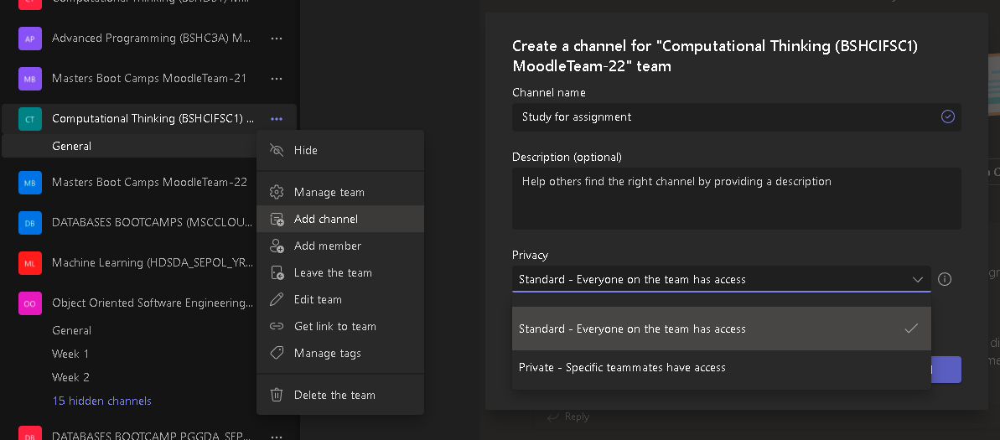 Computational Thinking (BSHDS1) M...
AP
Advanced Programming (BSHC3A) M...
MB
Masters Boot Camps MoodleTeam-21
CT
Computational Thinking (BSHCIFSC1) ...
General
MB
Masters Boot Camps MoodleTeam-22
DB
DATABASES BOOTCAMPS (MSCCLOU...
ML
Machine Learning (HDSDA_SEPOL_YR...
OO
Object Oriented Software Engineering...
General
Week 1
Week 2
15 hidden channels
DB
DATABASES BOOTCAMP PGGDA_SEP...
Hide
Manage team
Add channel
Add member
Leave the team
Edit team
Get link to team
Manage tags
Delete the team
Create a channel for "Computational Thinking (BSHCIFSC1)
MoodleTeam-22" team
Channel name
Study for assignment
Description (optional)
Help others find the right channel by providing a description
Privacy
Standard - Everyone on the team has access
Standard - Everyone on the team has access
Private - Specific teammates have access
Reply